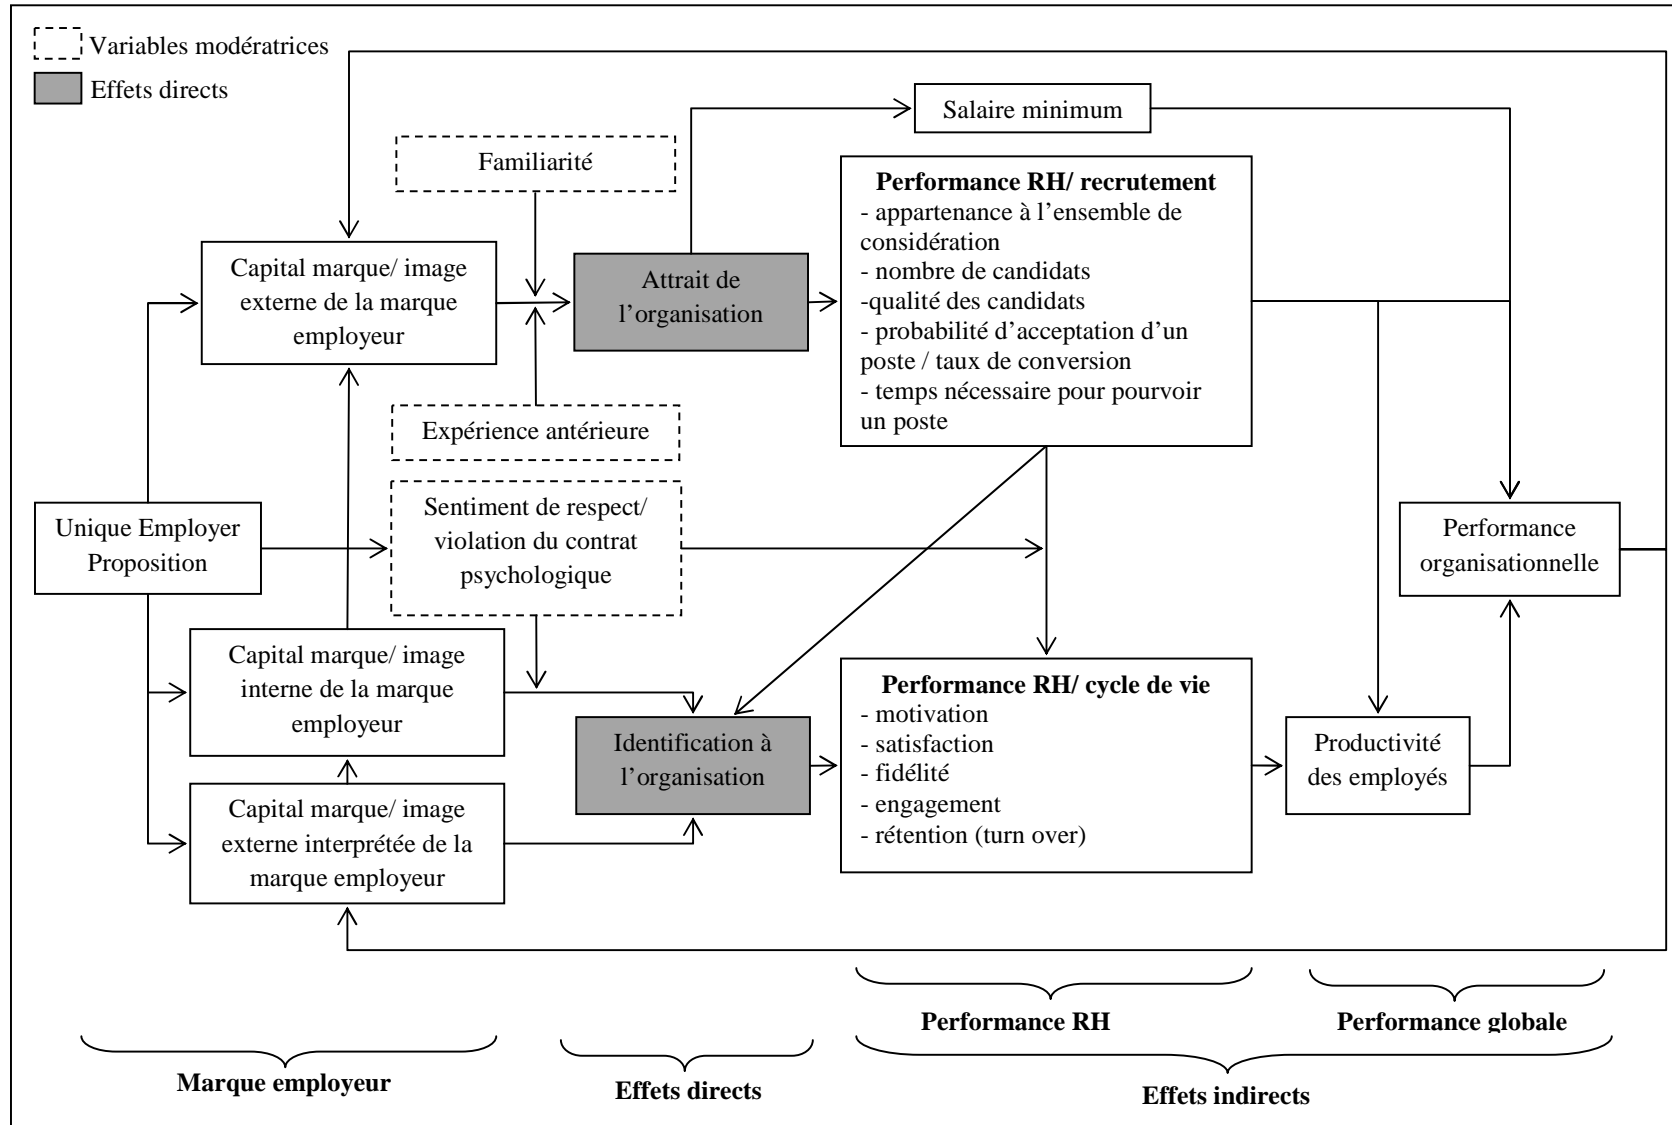 Variables modératrices
Effets directs
Salaire minimum
Familiarité
Performance RH/ recrutement
- appartenance à l’ensemble de
considération
- nombre de candidats
-qualité des candidats
- probabilité d’acceptation d’un
poste / taux de conversion
- temps nécessaire pour pourvoir
un poste
Capital marque/ image
externe de la marque
employeur
Attrait de
l’organisation
Expérience antérieure
Sentiment de respect/
violation du contrat
psychologique
Unique Employer
Proposition
Performance
organisationnelle
Capital marque/ image
interne de la marque
employeur
Performance RH/ cycle de vie
- motivation
- satisfaction
- fidélité
- engagement
- rétention (turn over)
Identification à
l’organisation
Productivité
des employés
Capital marque/ image
externe interprétée de la
marque employeur
Performance RH
Performance globale
Marque employeur
Effets directs
Effets indirects